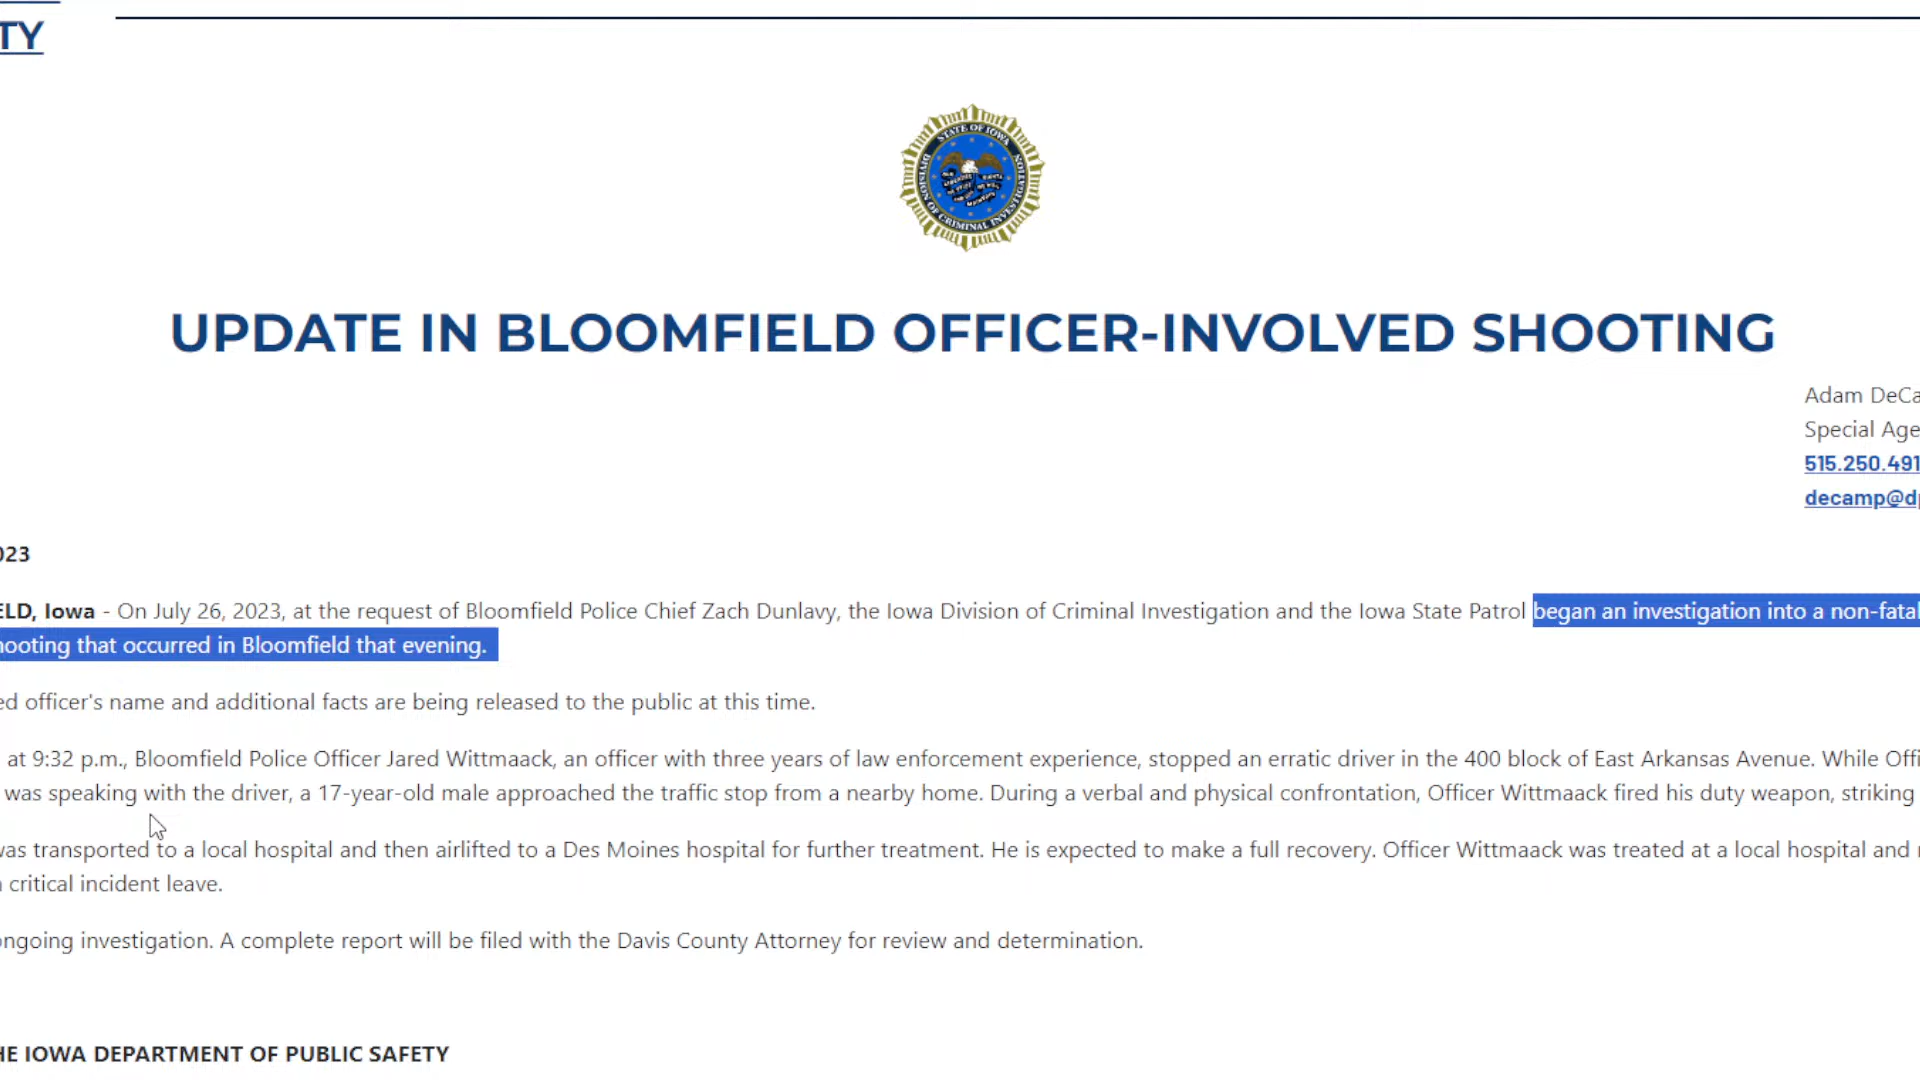 TY
STATE OF IOWA
DIVISION OF CRIMINAL INVESTIGATION
UPDATE IN BLOOMFIELD OFFICER-INVOLVED SHOOTING
Adam DeCa
Special Age
515.250.491
decamp@dp
023
ELD, Iowa - On July 26, 2023, at the request of Bloomfield Police Chief Zach Dunlavy, the Iowa Division of Criminal Investigation and the Iowa State Patrol began an investigation into a non-fatal
hooting that occurred in Bloomfield that evening.
ed officer's name and additional facts are being released to the public at this time.
at 9:32 p.m., Bloomfield Police Officer Jared Wittmaack, an officer with three years of law enforcement experience, stopped an erratic driver in the 400 block of East Arkansas Avenue. While Offi
was speaking with the driver, a 17-year-old male approached the traffic stop from a nearby home. During a verbal and physical confrontation, Officer Wittmaack fired his duty weapon, striking
was transported to a local hospital and then airlifted to a Des Moines hospital for further treatment. He is expected to make a full recovery. Officer Wittmaack was treated at a local hospital and
critical incident leave.
ongoing investigation. A complete report will be filed with the Davis County Attorney for review and determination.
HE IOWA DEPARTMENT OF PUBLIC SAFETY